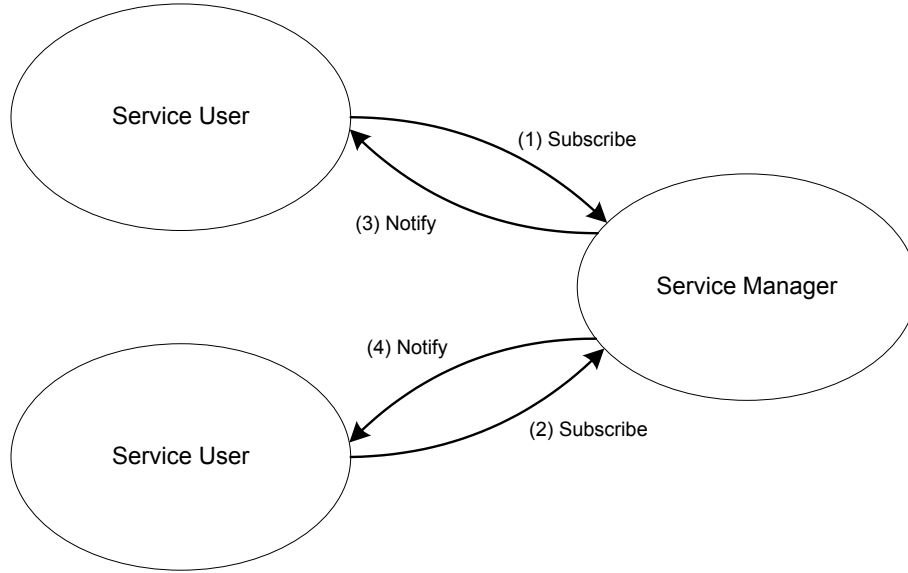 Service User
(1) Subscribe
(3) Notify
Service Manager
(4) Notify
(2) Subscribe
Service User